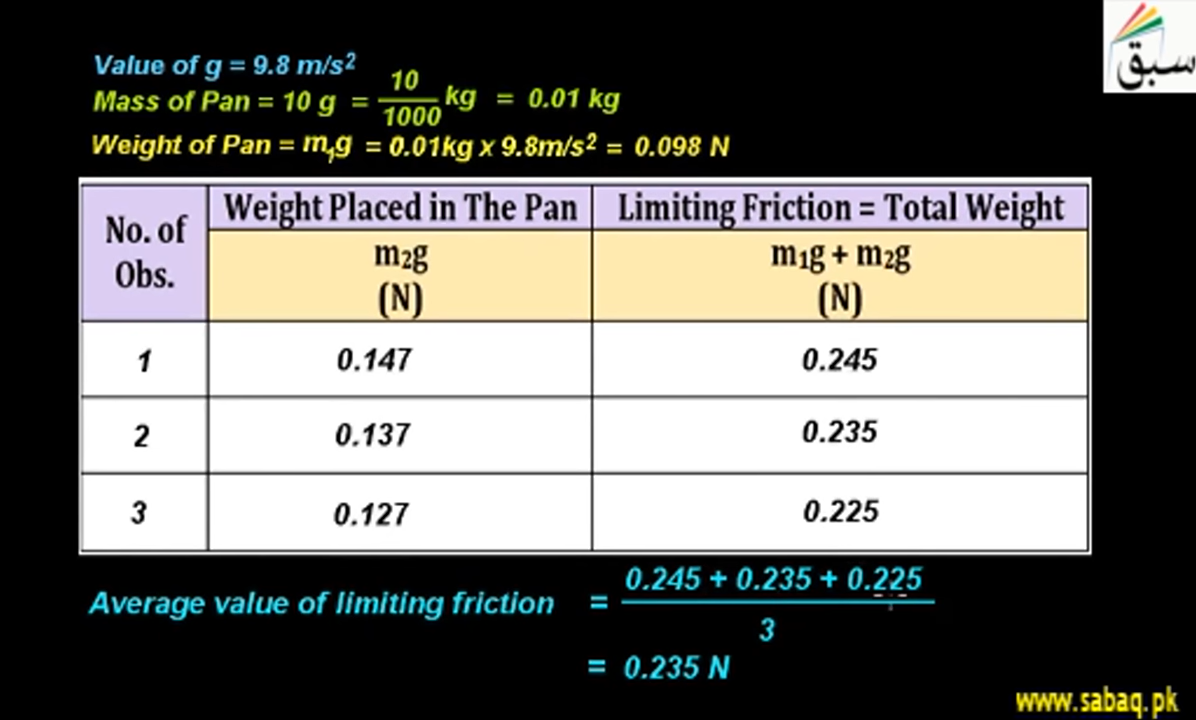 سبق
Value of g = 9.8 m/s²
Mass of Pan = 10 g = 10/1000 kg = 0.01 kg
Weight of Pan = m₁g = 0.01kg x 9.8m/s² = 0.098 N
No. of Obs. | Weight Placed in The Pan | Limiting Friction = Total Weight
m₂g (N) | m₁g + m₂g (N)
1 | 0.147 | 0.245
2 | 0.137 | 0.235
3 | 0.127 | 0.225
Average value of limiting friction = 0.245 + 0.235 + 0.225 / 3
= 0.235 N
www.sabaq.pk